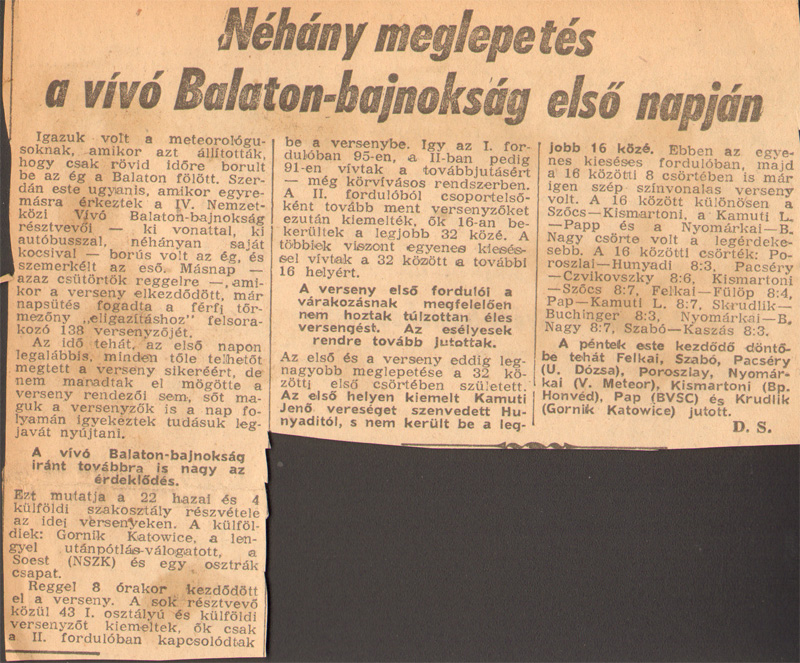 Néhány meglepetés
a vívó Balaton-bajnokság első napján
Igazuk volt a meteorológu-
soknak, amikor azt állították,
hogy csak rövid időre borult
be az ég a Balaton fölött. Szer-
dán este ugyanis, amikor egyre-
másra érkeztek a IV. Nemzet-
közi Vívó Balaton-bajnokság
résztvevői — ki vonattal, ki
autóbusszal, néhányan saját
kocsival — borús volt az ég, és
szemerkélt az eső. Másnap —
azaz csütörtök reggelre —, ami-
kor a verseny elkezdődött, már
napsütés fogadta a férfi tőr-
mezőny „eligazításhoz" felsora-
kozó 138 versenyzőjét.
Az idő tehát, az első napon
legalábbis, minden tőle telhetőt
megtett a verseny sikeréért, de
nem maradtak el mögötte a
verseny rendezői sem, sőt ma-
guk a versenyzők is a nap fo-
lyamán igyekeztek tudásuk leg-
javát nyújtani.
A vívó Balaton-bajnokság
iránt továbbra is nagy az
érdeklődés.
Ezt mutatja a 22 hazai és 4
külföldi szakosztály részvétele
az idei versenyeken. A külföl-
diek: Gornik Katowice, a len-
gyel utánpótlás-válogatott, a
Soest (NSZK) és egy osztrák
csapat.
Reggel 8 órakor kezdődött
el a verseny. A sok résztvevő
közül 43 I. osztályú és külföldi
versenyzőt kiemeltek, ők csak
a II. fordulóban kapcsolódtak
be a versenybe. Igy az I. for-
dulóban 95-en, a II-ban pedig
91-en vívtak a továbbjutásért
— még körvívásos rendszerben.
A II. fordulóból csoportelső-
ként tovább ment versenyzőket
ezután kiemelték, ők 16-an be-
kerültek a legjobb 32 közé. A
többiek viszont egyenes kiesés-
sel vívtak a 32 között a további
16 helyért.
A verseny első fordulói a
várakozásnak megfelelően
nem hoztak túlzottan éles
versengést. Az esélyesek
rendre tovább jutottak.
Az első és a verseny eddig leg-
nagyobb meglepetése a 32 kö-
zötti első csörtében született.
Az első helyen kiemelt Kamuti
Jenő vereséget szenvedett Hu-
nyaditól, s nem került be a leg-
jobb 16 közé. Ebben az egye-
nes kieséses fordulóban, majd
a 16 közötti 8 csörtében is már
igen szép színvonalas verseny
volt. A 16 között különösen a
Szőcs—Kismartoni, a Kamuti L.
—Papp és a Nyomárkai—B.
Nagy csörte volt a legérdeke-
sebb. A 16 közötti csörték: Po-
roszlai—Hunyadi 8:3, Pacséry
—Czvikovszky 8:6, Kismartoni
—Szőcs 8:7, Felkai—Fülöp 8:4,
Pap—Kamuti L. 8:7, Skrudlik—
Buchinger 8:3, Nyomárkai—B.
Nagy 8:7, Szabó—Kaszás 8:3.
A péntek este kezdődő döntő-
be tehát Felkai, Szabó, Pacséry
(U. Dózsa), Poroszlay, Nyomár-
kai (V. Meteor), Kismartoni (Bp.
Honvéd), Pap (BVSC) és Krudlik
(Gornik Katowice) jutott.
D. S.